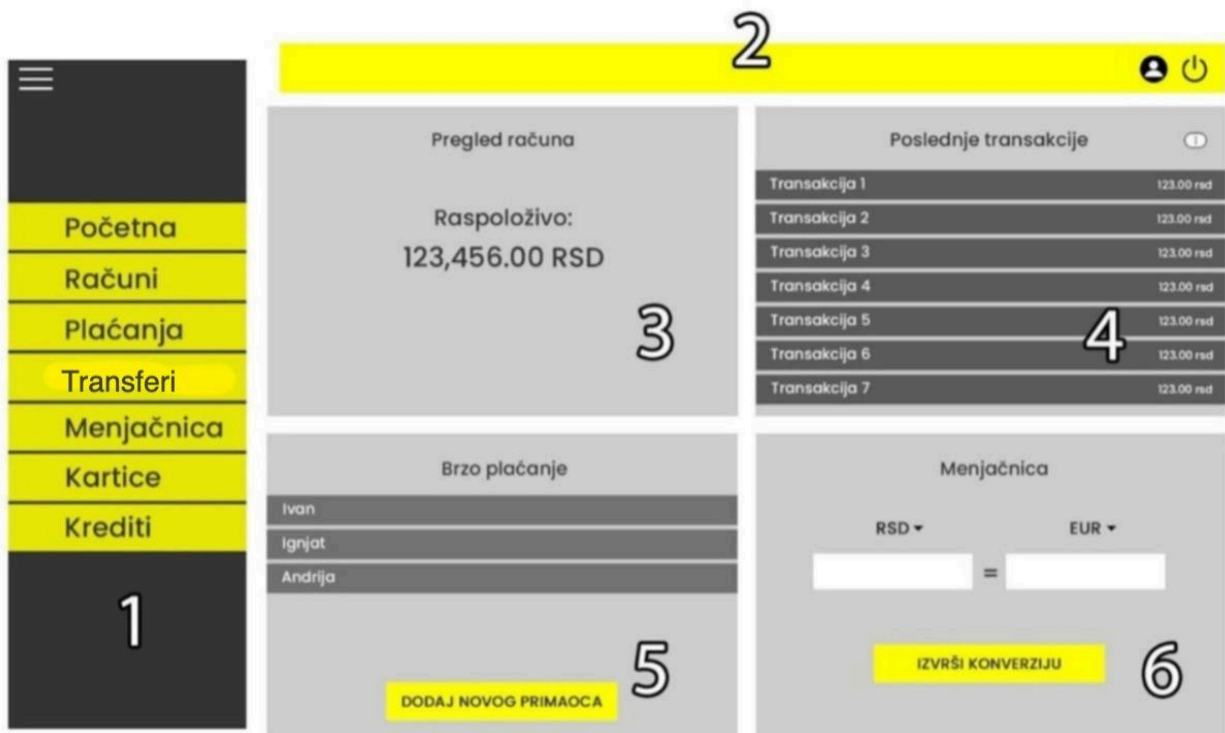 2
Početna
Računi
Plaćanja
Transferi
Menjačnica
Kartice
Krediti
1
Pregled računa
Raspoloživo:
123,456.00 RSD
3
Poslednje transakcije
Transakcija 1 123.00 rsd
Transakcija 2 123.00 rsd
Transakcija 3 123.00 rsd
Transakcija 4 123.00 rsd
Transakcija 5 123.00 rsd
Transakcija 6 123.00 rsd
Transakcija 7 123.00 rsd
4
Brzo plaćanje
Ivan
Ignjat
Andrija
5
DODAJ NOVOG PRIMAOCA
Menjačnica
RSD EUR
=
IZVRŠI KONVERZIJU
6